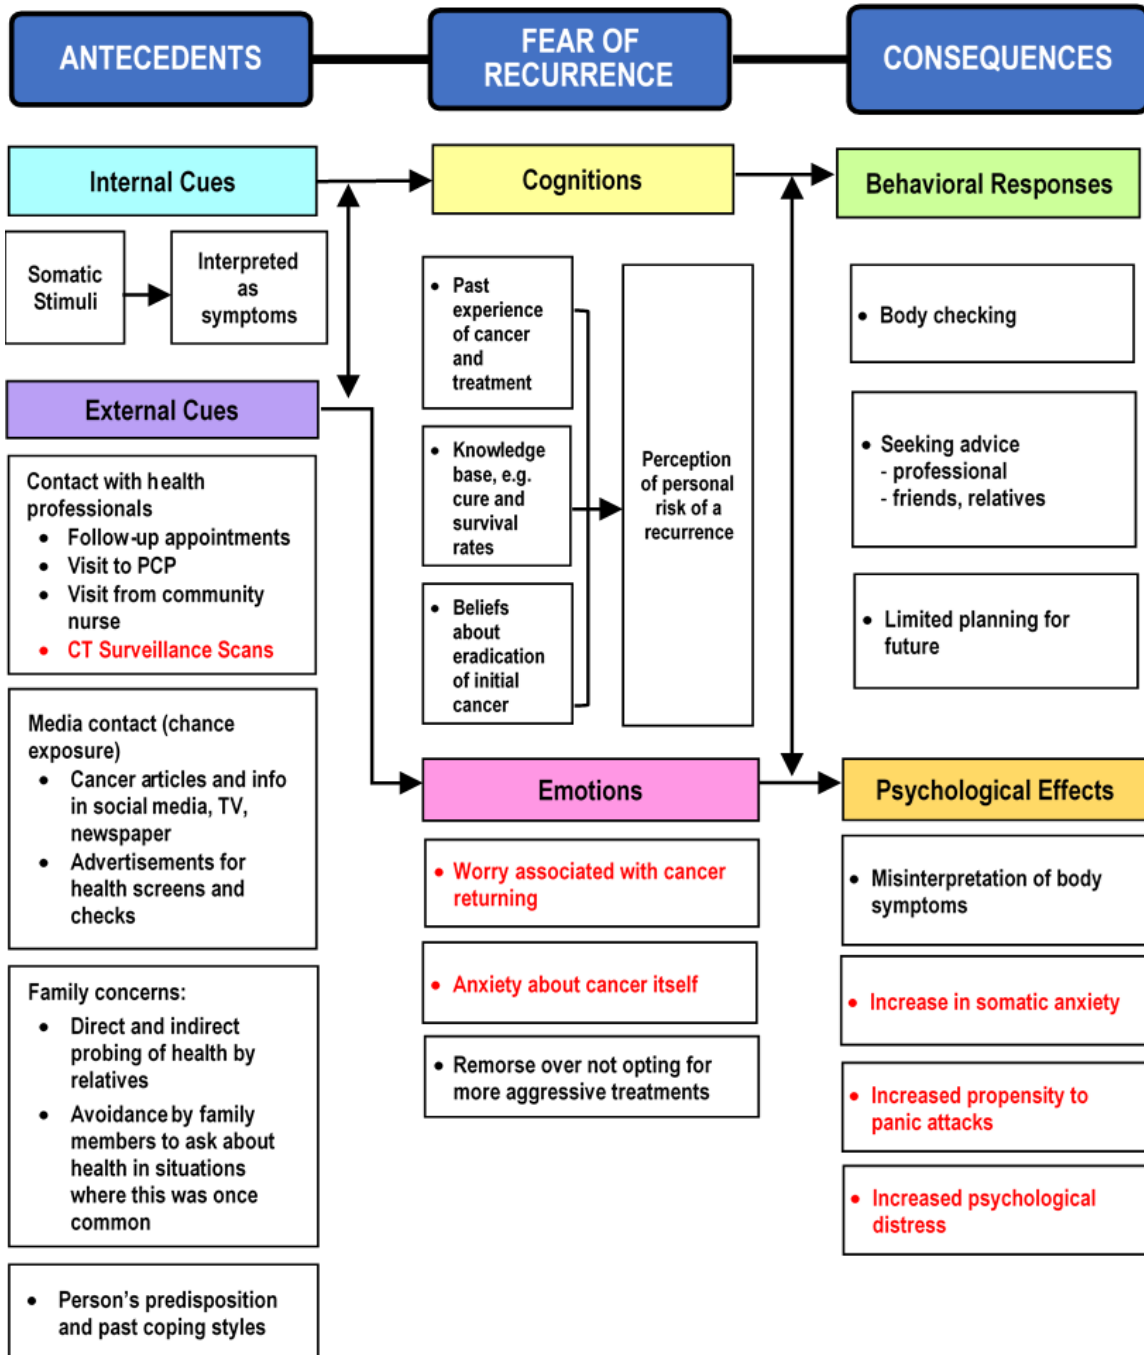 ANTECEDENTS
FEAR OF
RECURRENCE
CONSEQUENCES
Internal Cues
Somatic
Stimuli
Interpreted
as
symptoms
External Cues
Contact with health
professionals
• Follow-up appointments
• Visit to PCP
• Visit from community
nurse
• CT Surveillance Scans
Media contact (chance
exposure)
• Cancer articles and info
in social media, TV,
newspaper
• Advertisements for
health screens and
checks
Family concerns:
• Direct and indirect
probing of health by
relatives
• Avoidance by family
members to ask about
health in situations
where this was once
common
• Person's predisposition
and past coping styles
Cognitions
• Past
experience
of cancer
and
treatment
• Knowledge
base, e.g.
cure and
survival
rates
• Beliefs
about
eradication
of initial
cancer
Perception
of personal
risk of a
recurrence
Emotions
• Worry associated with cancer
returning
• Anxiety about cancer itself
• Remorse over not opting for
more aggressive treatments
Behavioral Responses
• Body checking
• Seeking advice
- professional
- friends, relatives
• Limited planning for
future
Psychological Effects
• Misinterpretation of body
symptoms
• Increase in somatic anxiety
• Increased propensity to
panic attacks
• Increased psychological
distress